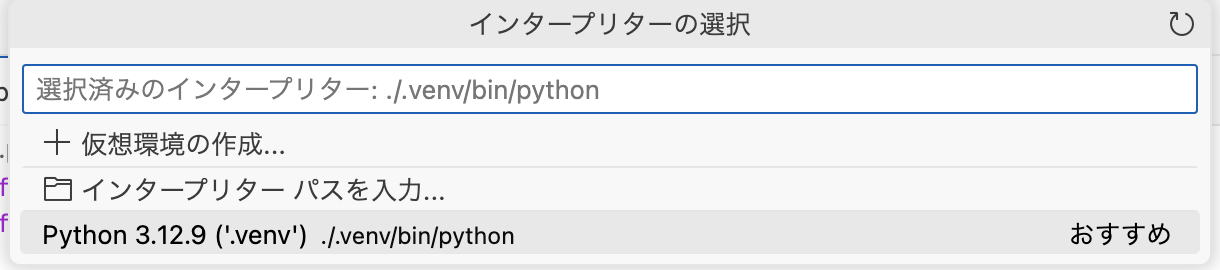 インタープリターの選択
選択済みのインタープリター: ./.venv/bin/python
仮想環境の作成...
インタープリター パスを入力...
Python 3.12.9 ('.venv') ./.venv/bin/python おすすめ